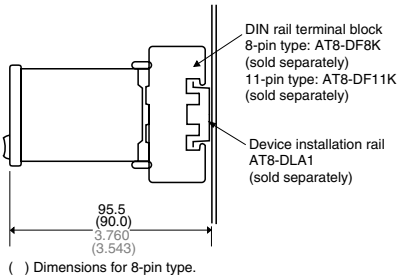 DIN rail terminal block
8-pin type: AT8-DF8K
(sold separately)
11-pin type: AT8-DF11K
(sold separately)
Device installation rail
AT8-DLA1
(sold separately)
95.5
(90.0)
3.760
(3.543)
( ) Dimensions for 8-pin type.